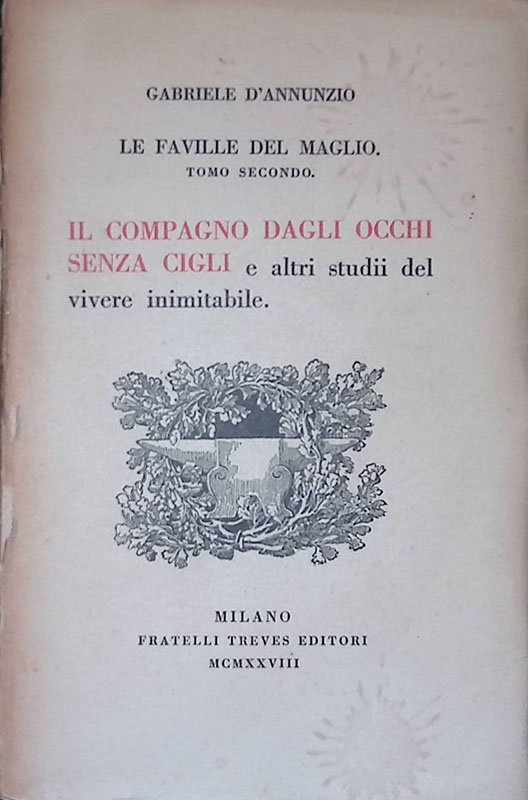 GABRIELE D'ANNUNZIO
LE FAVILLE DEL MAGLIO.
TOMO SECONDO.
IL COMPAGNO DAGLI OCCHI
SENZA CIGLI e altri studii del
vivere inimitabile.
MILANO
FRATELLI TREVES EDITORI
MCMXXVIII